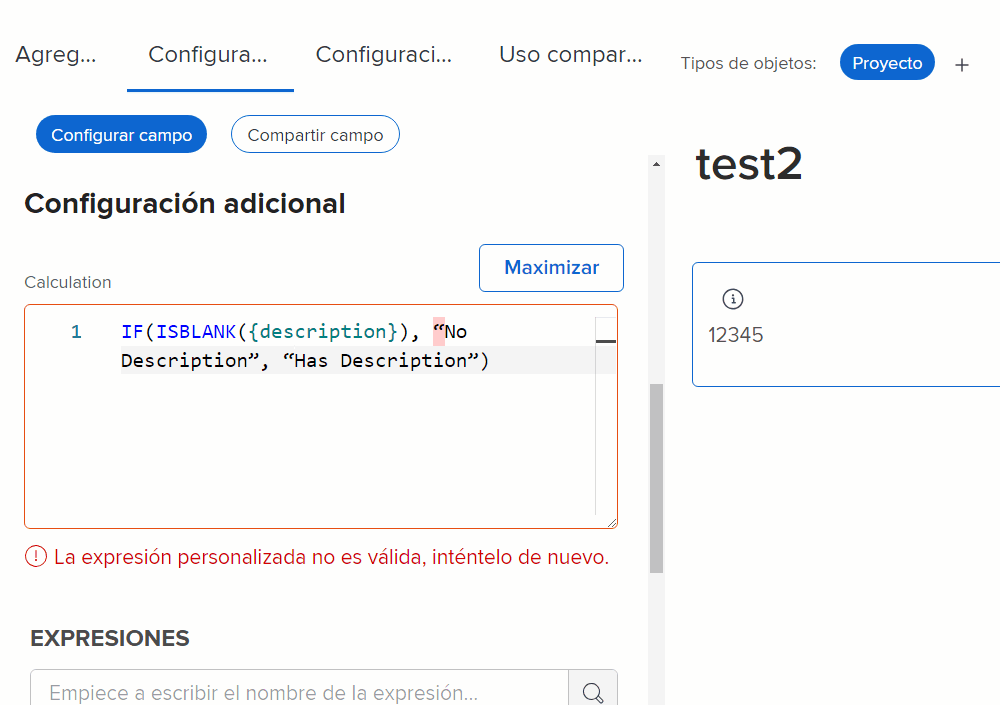 Agreg... Configura... Configuraci... Uso compar... Tipos de objetos: Proyecto +
Configurar campo Compartir campo
test2
Configuración adicional
Maximizar
Calculation
12345
1 IF(ISBLANK({description}), “No
Description”, “Has Description”)
La expresión personalizada no es válida, inténtelo de nuevo.
EXPRESIONES
Empiece a escribir el nombre de la expresión...